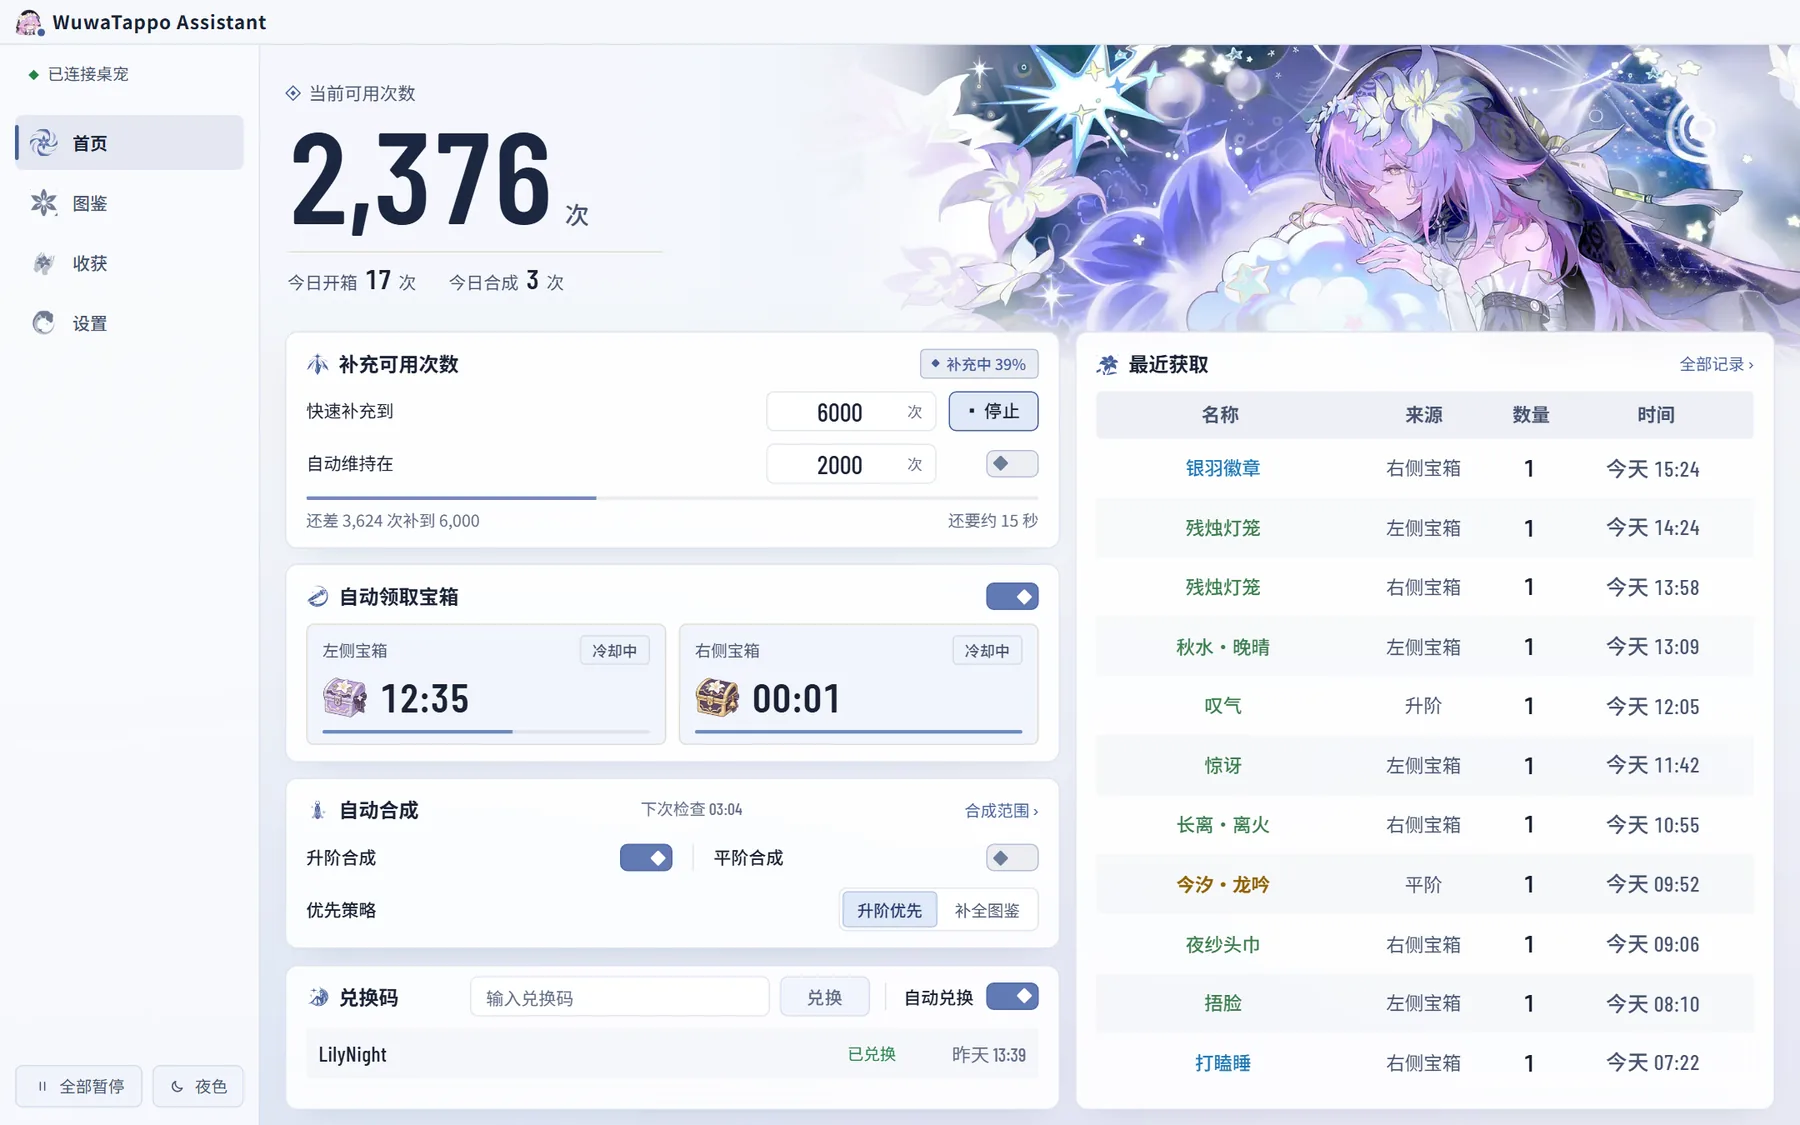 WuwaTappo Assistant
已连接桌宠
首页
图鉴
收获
设置
全部暂停
夜色
当前可用次数
2,376 次
今日开箱 17 次 今日合成 3 次
补充可用次数
补充中 39%
快速补充到 6000 次 停止
自动维持在 2000 次
还差 3,624 次补到 6,000 还要约 15 秒
自动领取宝箱
左侧宝箱 冷却中
12:35
右侧宝箱 冷却中
00:01
自动合成 下次检查 03:04 合成范围 ›
升阶合成 平阶合成
优先策略 升阶优先 补全图鉴
兑换码 输入兑换码 兑换 自动兑换
LilyNight 已兑换 昨天 13:39
最近获取 全部记录 ›
名称 来源 数量 时间
银羽徽章 右侧宝箱 1 今天 15:24
残烛灯笼 左侧宝箱 1 今天 14:24
残烛灯笼 右侧宝箱 1 今天 13:58
秋水・晚晴 左侧宝箱 1 今天 13:09
叹气 升阶 1 今天 12:05
惊讶 左侧宝箱 1 今天 11:42
长离・离火 右侧宝箱 1 今天 10:55
今汐・龙吟 平阶 1 今天 09:52
夜纱头巾 右侧宝箱 1 今天 09:06
捂脸 左侧宝箱 1 今天 08:10
打瞌睡 右侧宝箱 1 今天 07:22